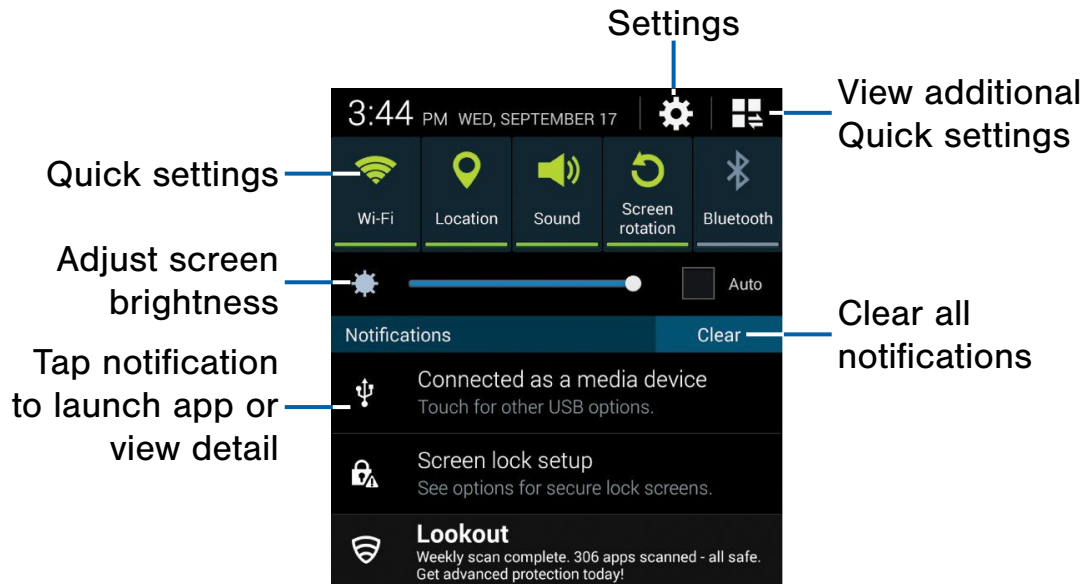 Settings
View additional
Quick settings
3:44 PM WED, SEPTEMBER 17
Quick settings
Wi-Fi
Location
Sound
Screen
rotation
Bluetooth
Adjust screen
brightness
Auto
Notifications
Clear
Clear all
notifications
Tap notification
to launch app or
view detail
Connected as a media device
Touch for other USB options.
Screen lock setup
See options for secure lock screens.
Lookout
Weekly scan complete. 306 apps scanned - all safe.
Get advanced protection today!